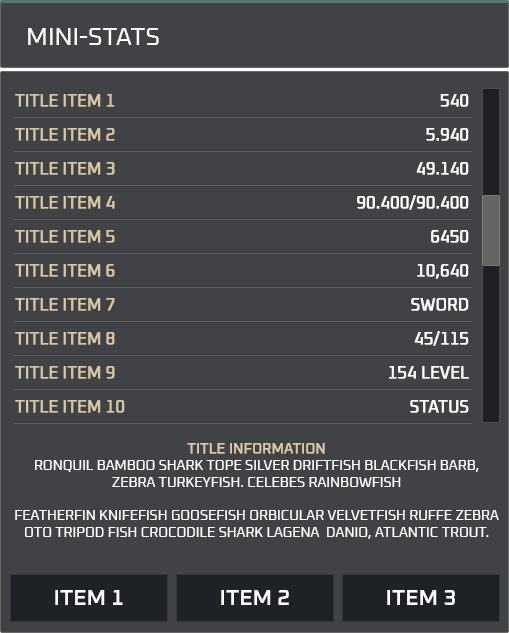 MINI-STATS
TITLE ITEM 1 540
TITLE ITEM 2 5.940
TITLE ITEM 3 49.140
TITLE ITEM 4 90.400/90.400
TITLE ITEM 5 6450
TITLE ITEM 6 10,640
TITLE ITEM 7 SWORD
TITLE ITEM 8 45/115
TITLE ITEM 9 154 LEVEL
TITLE ITEM 10 STATUS
TITLE INFORMATION
RONQUIL BAMBOO SHARK TOPE SILVER DRIFTFISH BLACKFISH BARB,
ZEBRA TURKEYFISH. CELEBES RAINBOWFISH
FEATHERFIN KNIFEFISH GOOSEFISH ORBICULAR VELVETFISH RUFFE ZEBRA
OTO TRIPOD FISH CROCODILE SHARK LAGENA  DANIO, ATLANTIC TROUT.
ITEM 1 ITEM 2 ITEM 3